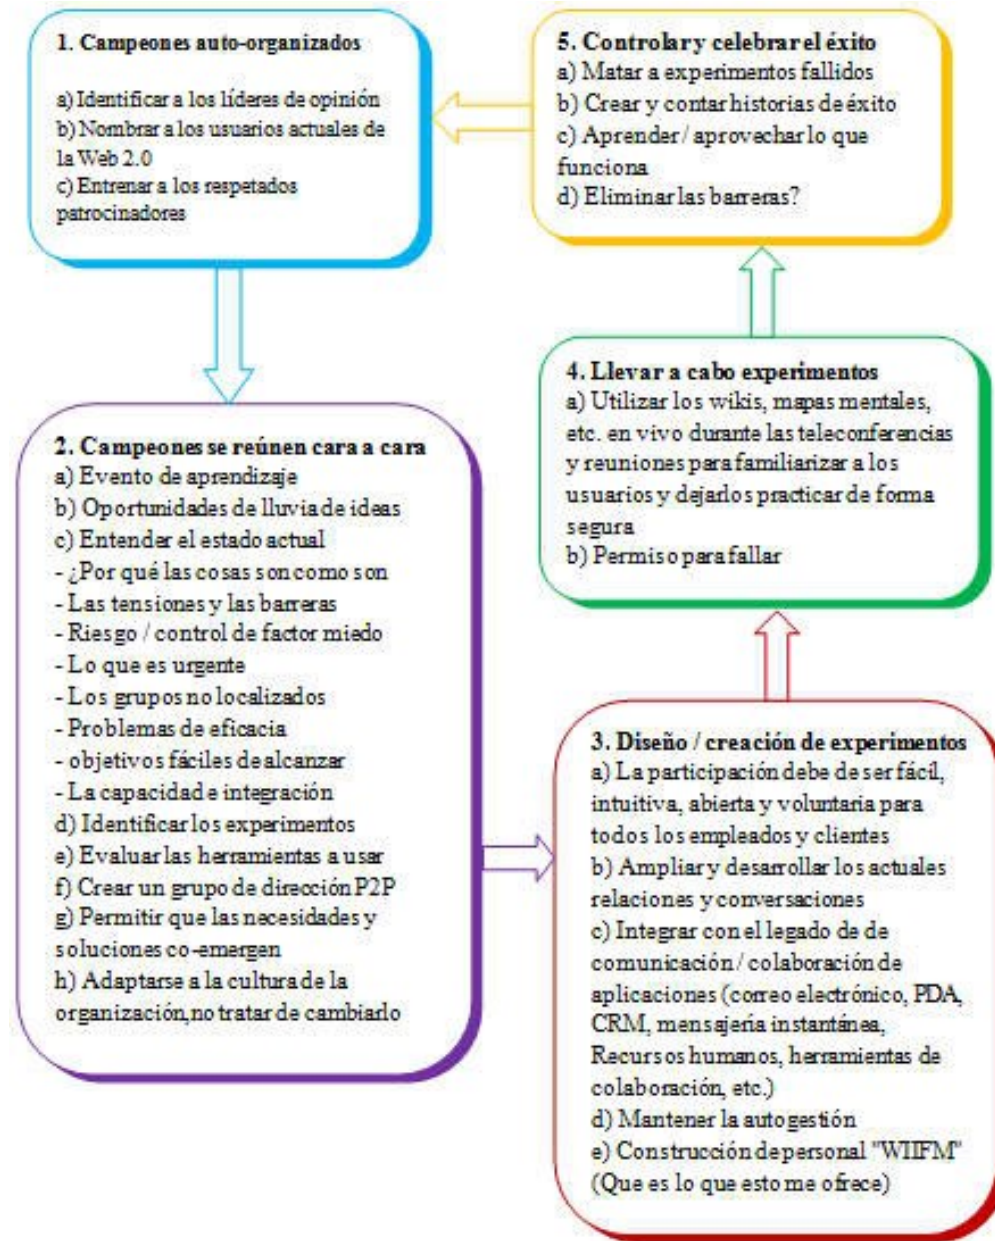 1. Campeones auto-organizados
a) Identificar a los líderes de opinión
b) Nombrar a los usuarios actuales de
la Web 2.0
c) Entrenar a los respetados
patrocinadores
2. Campeones se reúnen cara a cara
a) Evento de aprendizaje
b) Oportunidades de lluvia de ideas
c) Entender el estado actual
- ¿Por qué las cosas son como son
- Las tensiones y las barreras
- Riesgo / control de factor miedo
- Lo que es urgente
- Los grupos no localizados
- Problemas de eficacia
- objetivos fáciles de alcanzar
- La capacidad e integración
d) Identificar los experimentos
e) Evaluar las herramientas a usar
f) Crear un grupo de dirección P2P
g) Permitir que las necesidades y
soluciones co-emergen
h) Adaptarse a la cultura de la
organización,no tratar de cambiarlo
3. Diseño / creación de experimentos
a) La participación debe de ser fácil,
intuitiva, abierta y voluntaria para
todos los empleados y clientes
b) Ampliar y desarrollar los actuales
relaciones y conversaciones
c) Integrar con el legado de de
comunicación / colaboración de
aplicaciones (correo electrónico, PDA,
CRM, mensajería instantánea,
Recursos humanos, herramientas de
colaboración, etc.)
d) Mantener la autogestión
e) Construcción de personal "WIIFM"
(Que es lo que esto me ofrece)
4. Llevar a cabo experimentos
a) Utilizar los wikis, mapas mentales,
etc. en vivo durante las teleconferencias
y reuniones para familiarizar a los
usuarios y dejarlos practicar de forma
segura
b) Permiso para fallar
5. Controlar y celebrar el éxito
a) Matar a experimentos fallidos
b) Crear y contar historias de éxito
c) Aprender / aprovechar lo que
funciona
d) Eliminar las barreras?